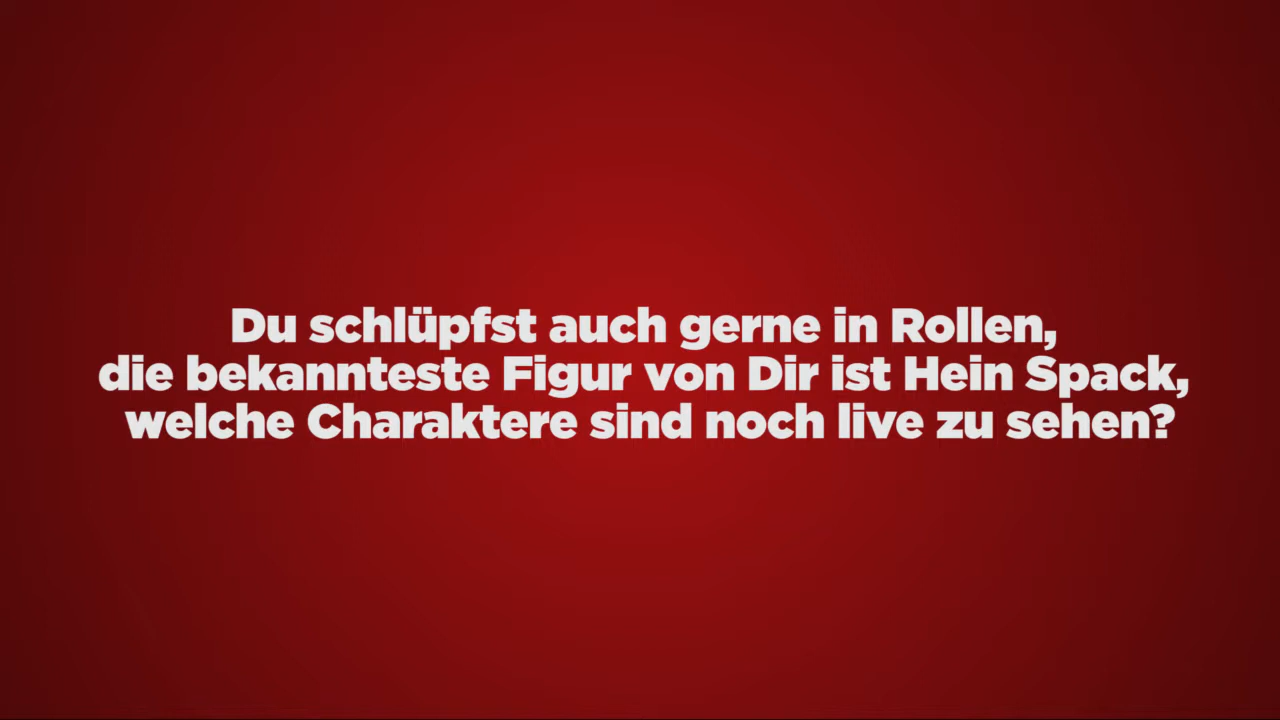 Du schlüpfst auch gerne in Rollen,
die bekannteste Figur von Dir ist Hein Spack,
welche Charaktere sind noch live zu sehen?